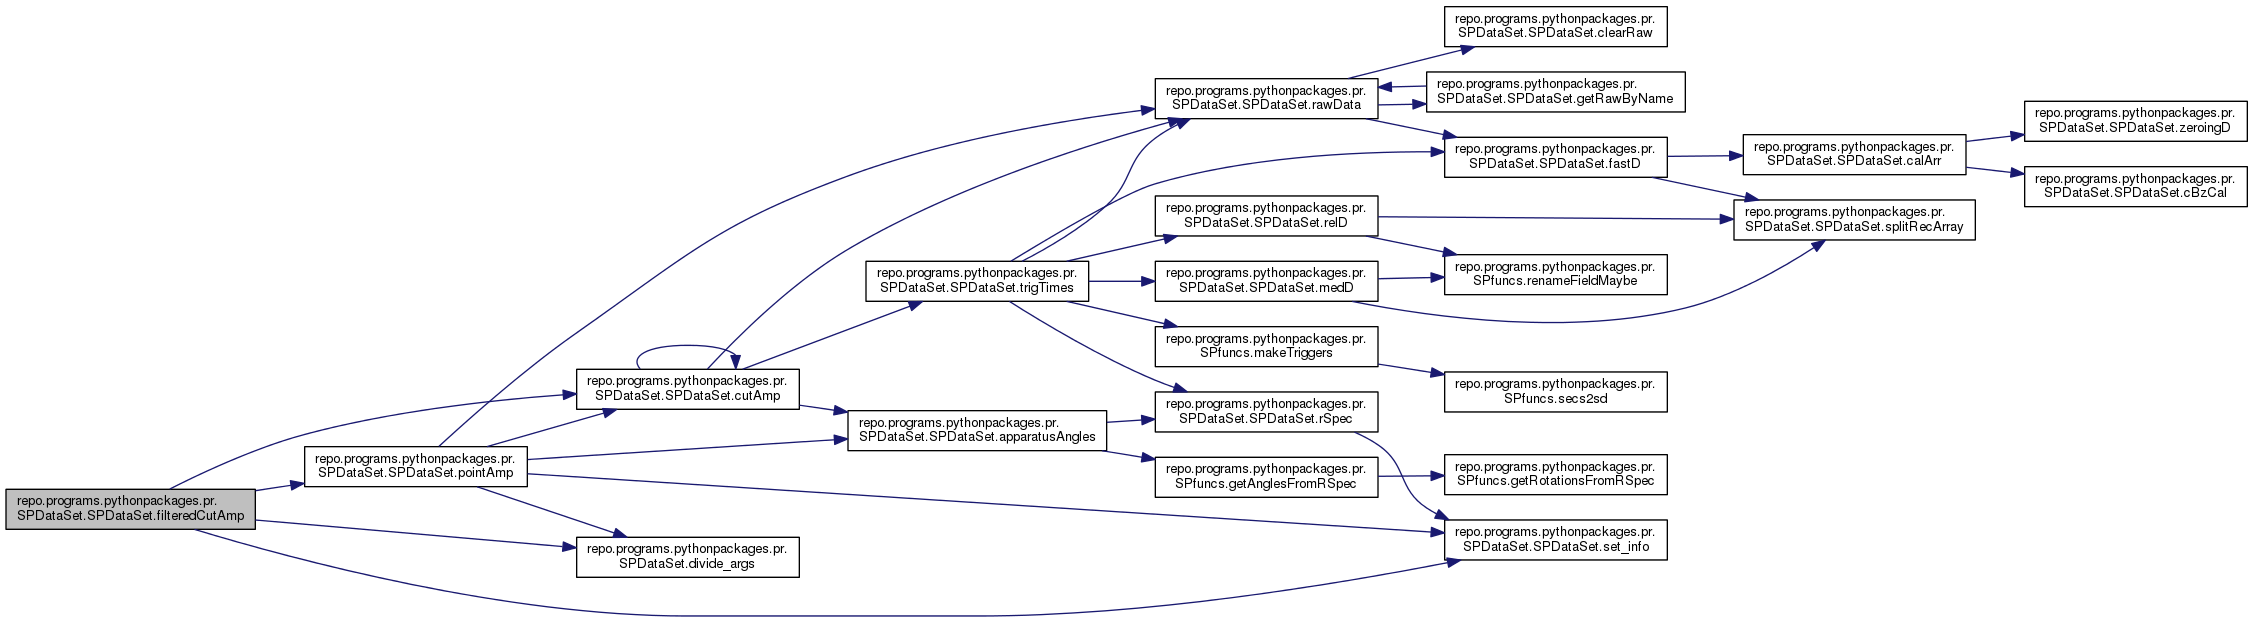 repo.programs.pythonpackages.pr.
SPDataSet.SPDataSet.filteredCutAmp
repo.programs.pythonpackages.pr.
SPDataSet.SPDataSet.pointAmp
repo.programs.pythonpackages.pr.
SPDataSet.SPDataSet.cutAmp
repo.programs.pythonpackages.pr.
SPDataSet.divide_args
repo.programs.pythonpackages.pr.
SPDataSet.SPDataSet.trigTimes
repo.programs.pythonpackages.pr.
SPDataSet.SPDataSet.apparatusAngles
repo.programs.pythonpackages.pr.
SPDataSet.SPDataSet.rawData
repo.programs.pythonpackages.pr.
SPDataSet.SPDataSet.relD
repo.programs.pythonpackages.pr.
SPDataSet.SPDataSet.medD
repo.programs.pythonpackages.pr.
SPfuncs.makeTriggers
repo.programs.pythonpackages.pr.
SPDataSet.SPDataSet.rSpec
repo.programs.pythonpackages.pr.
SPfuncs.getAnglesFromRSpec
repo.programs.pythonpackages.pr.
SPDataSet.SPDataSet.clearRaw
repo.programs.pythonpackages.pr.
SPDataSet.SPDataSet.getRawByName
repo.programs.pythonpackages.pr.
SPDataSet.SPDataSet.fastD
repo.programs.pythonpackages.pr.
SPfuncs.renameFieldMaybe
repo.programs.pythonpackages.pr.
SPfuncs.secs2sd
repo.programs.pythonpackages.pr.
SPfuncs.getRotationsFromRSpec
repo.programs.pythonpackages.pr.
SPDataSet.SPDataSet.set_info
repo.programs.pythonpackages.pr.
SPDataSet.SPDataSet.calArr
repo.programs.pythonpackages.pr.
SPDataSet.SPDataSet.splitRecArray
repo.programs.pythonpackages.pr.
SPDataSet.SPDataSet.zeroingD
repo.programs.pythonpackages.pr.
SPDataSet.SPDataSet.cBzCal